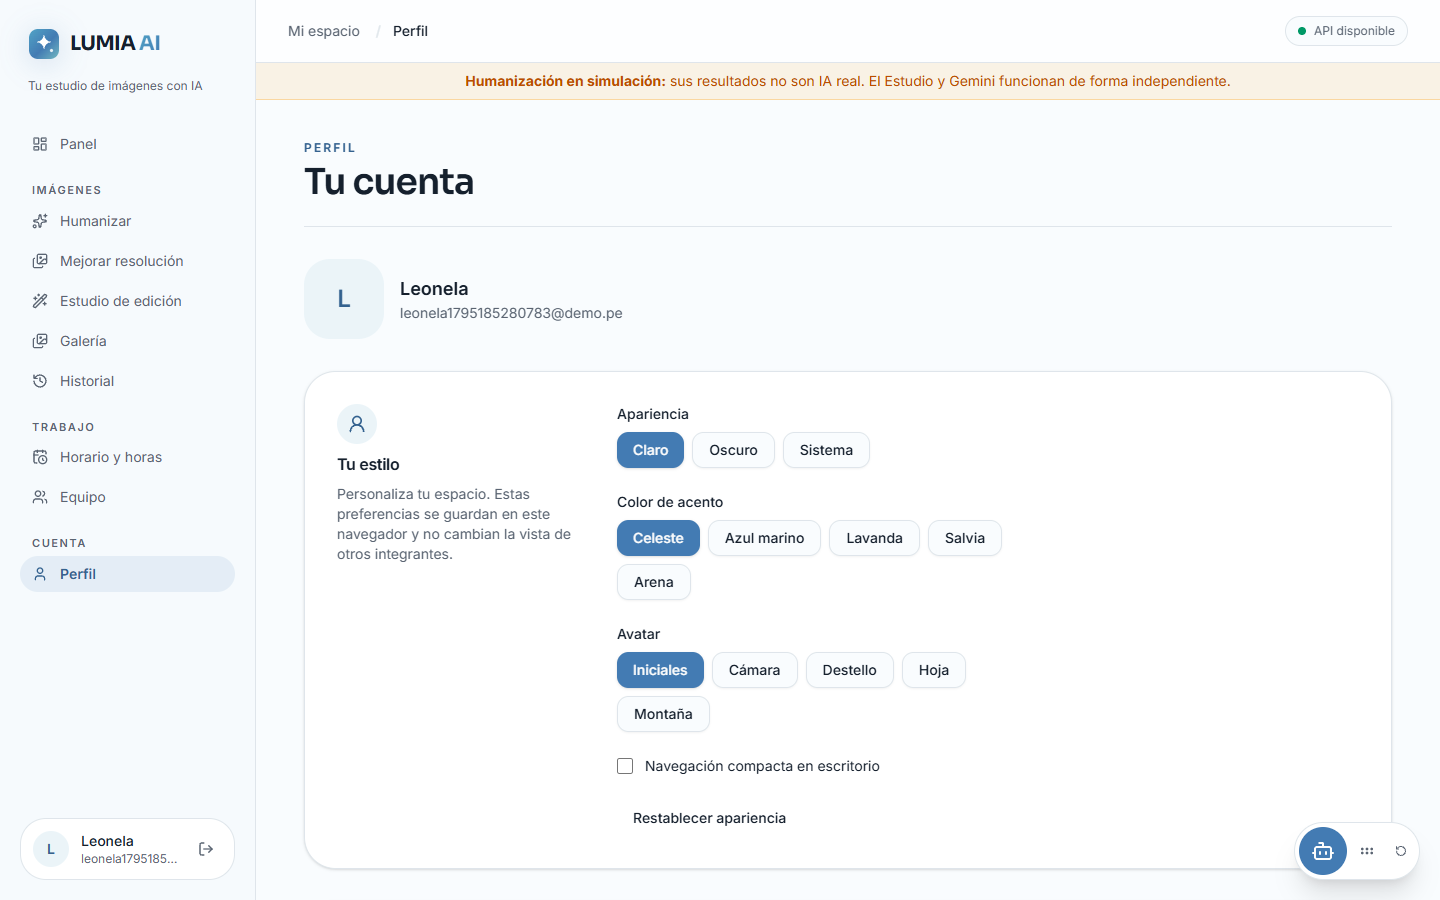 LUMIA AI
Tu estudio de imágenes con IA
Panel
IMÁGENES
Humanizar
Mejorar resolución
Estudio de edición
Galería
Historial
TRABAJO
Horario y horas
Equipo
CUENTA
Perfil
L
Leonela
leonela1795185...
Mi espacio / Perfil
API disponible
Humanización en simulación: sus resultados no son IA real. El Estudio y Gemini funcionan de forma independiente.
PERFIL
Tu cuenta
L
Leonela
leonela1795185280783@demo.pe
Tu estilo
Personaliza tu espacio. Estas
preferencias se guardan en este
navegador y no cambian la vista de
otros integrantes.
Apariencia
Claro Oscuro Sistema
Color de acento
Celeste Azul marino Lavanda Salvia
Arena
Avatar
Iniciales Cámara Destello Hoja
Montaña
Navegación compacta en escritorio
Restablecer apariencia